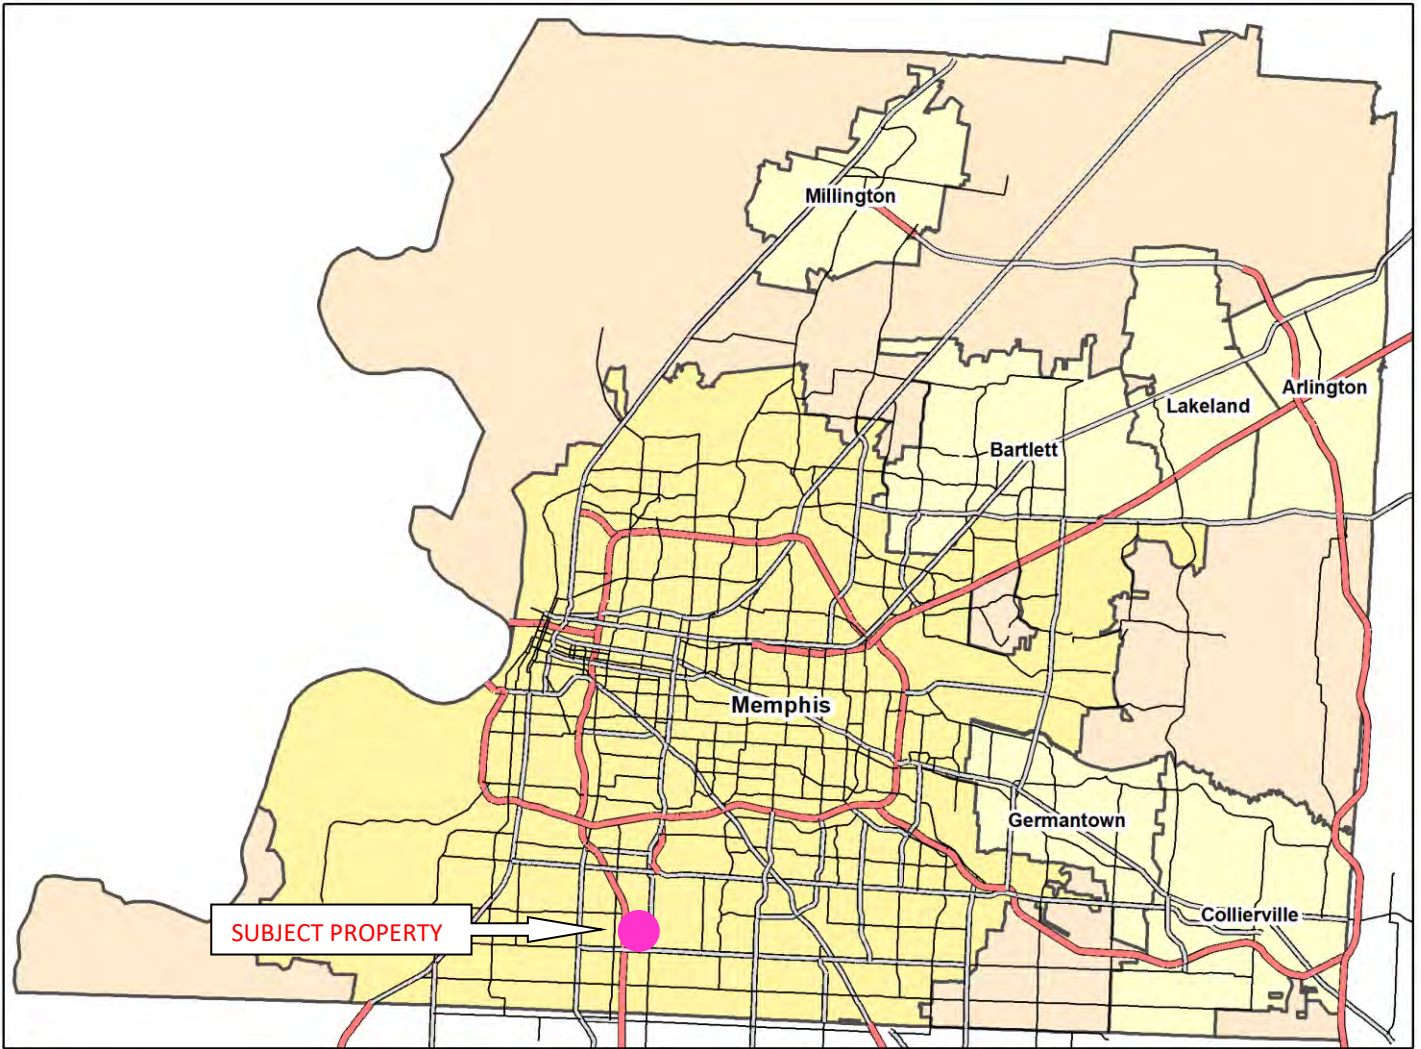 Millington
Arlington
Lakeland
Bartlett
Memphis
Germantown
Collierville
SUBJECT PROPERTY